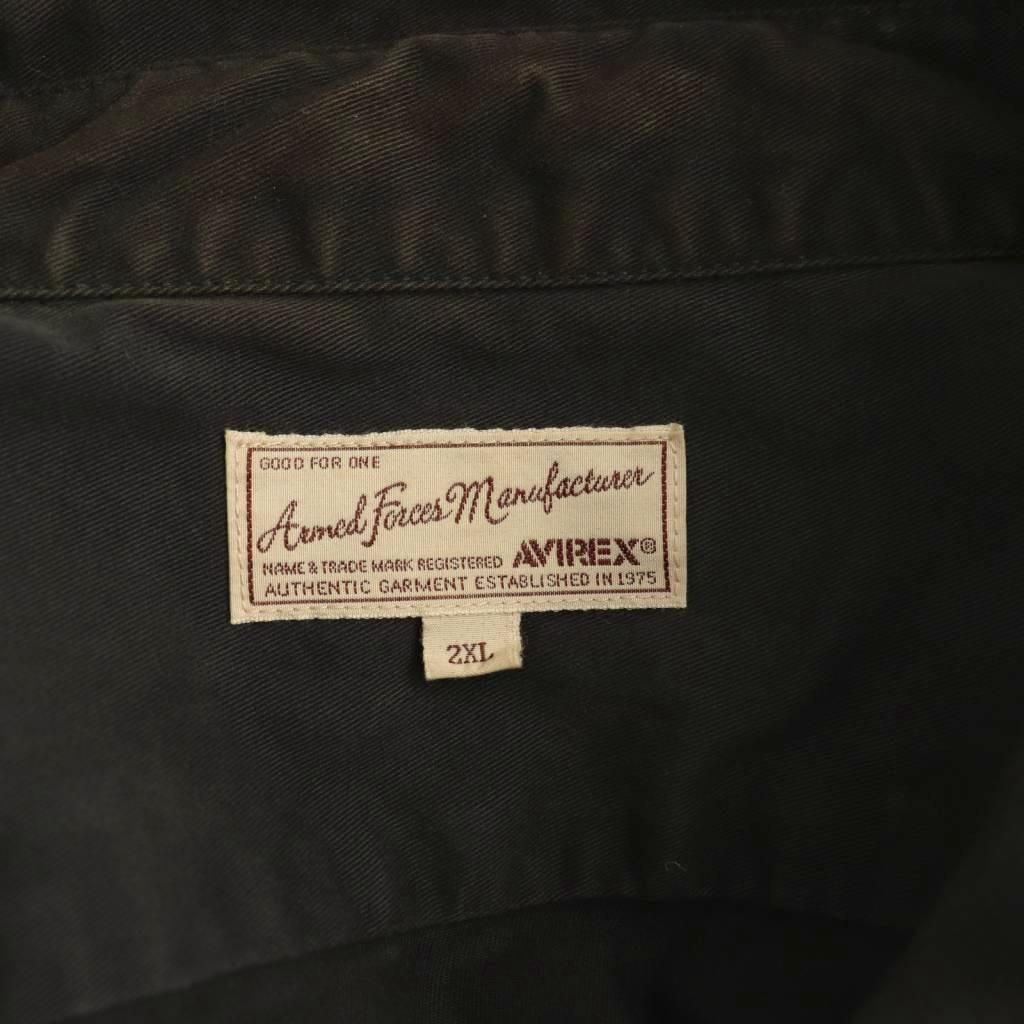 GOOD FOR ONE
Armed Forces Manufacturer
NAME & TRADE MARK REGISTERED AVIREX®
AUTHENTIC GARMENT ESTABLISHED IN 1975
2XL